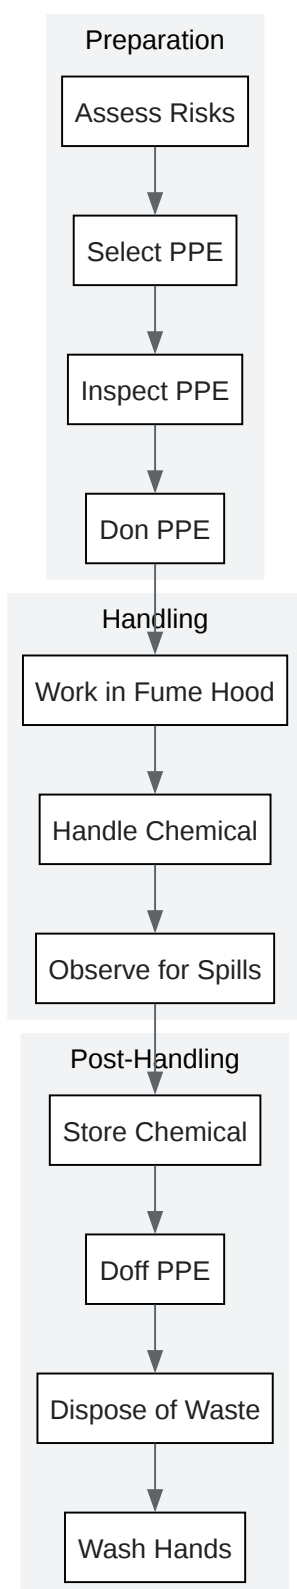 Preparation
Assess Risks
Select PPE
Inspect PPE
Don PPE
Handling
Work in Fume Hood
Handle Chemical
Observe for Spills
Post-Handling
Store Chemical
Doff PPE
Dispose of Waste
Wash Hands